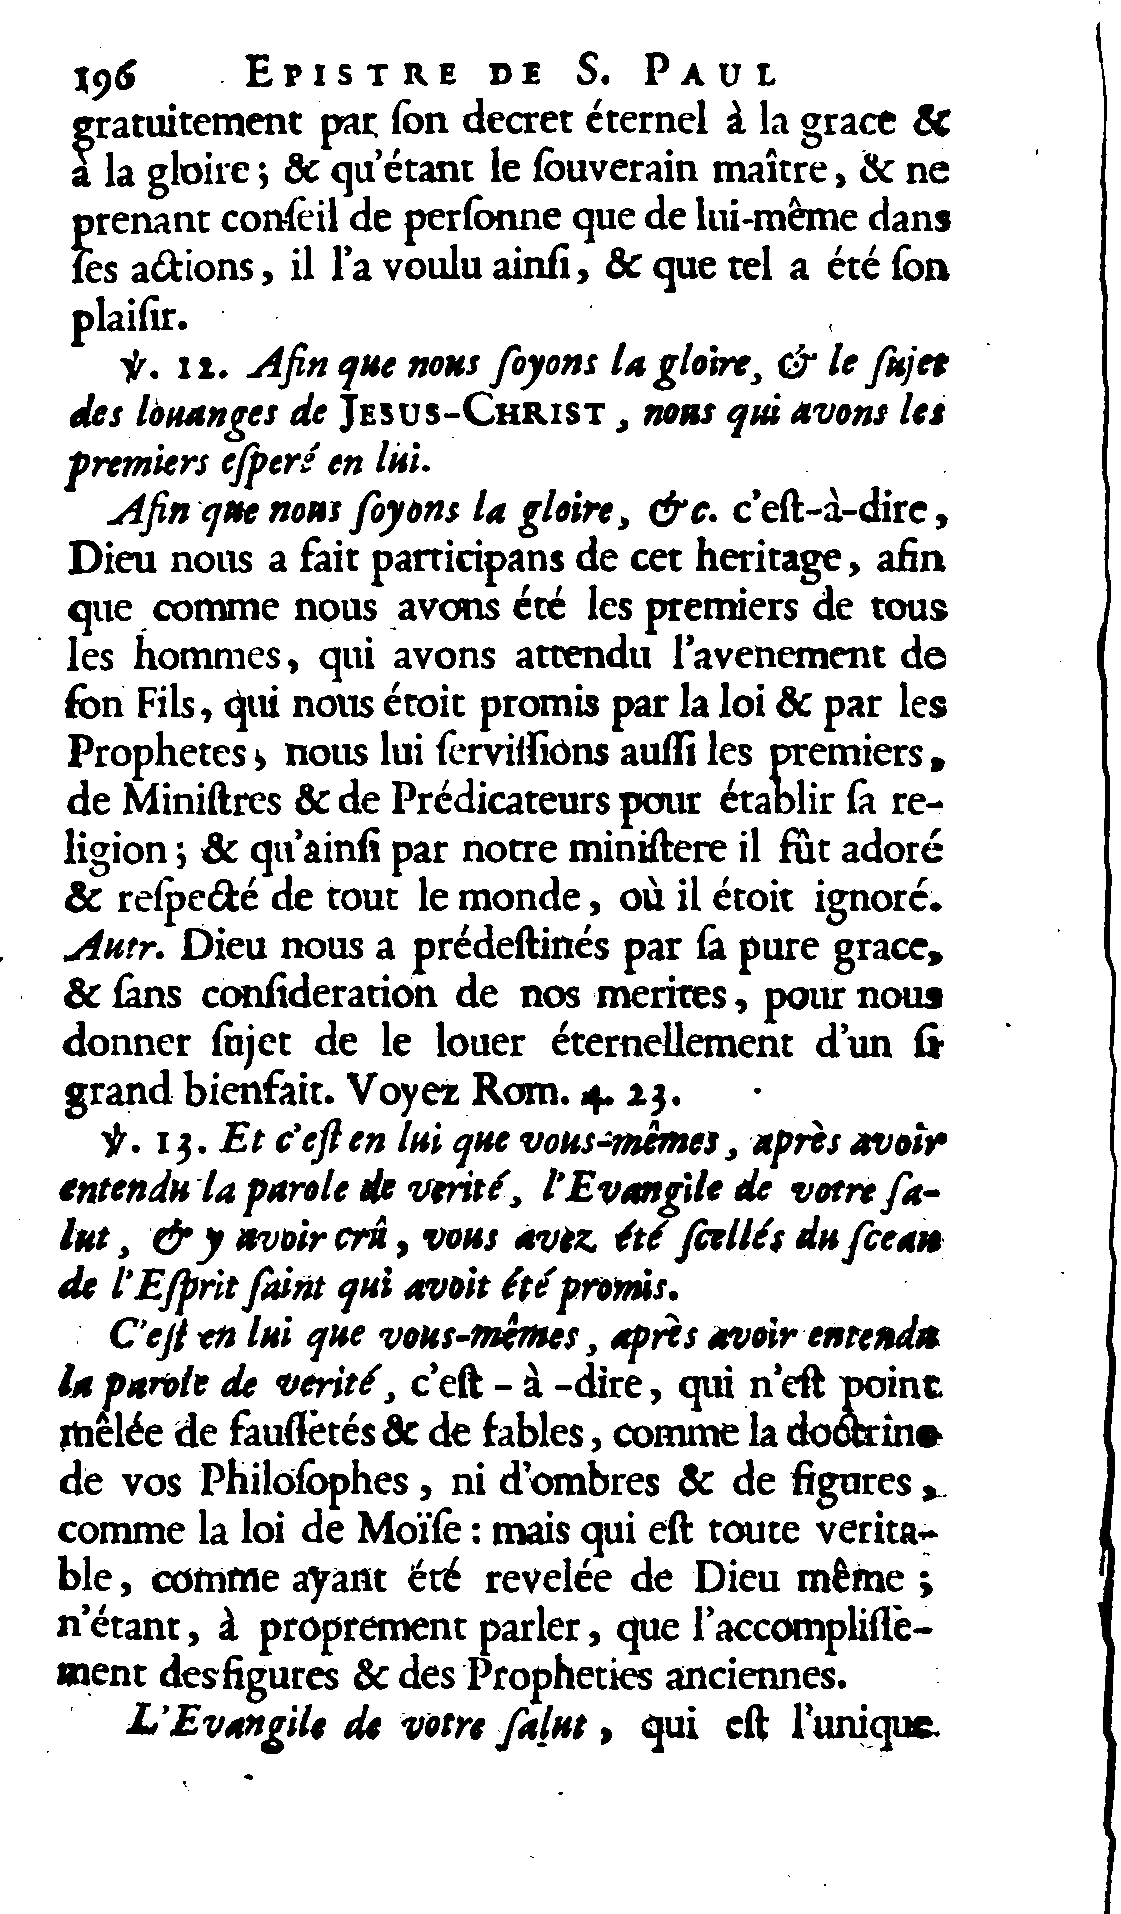 196 EPISTRE DE S. PAUL
gratuitement par ſon decret éternel à la grace &
à la gloire ; & qu'étant le ſouverain maître, & ne
prenant conſeil de perſonne que de lui-même dans
ſes actions, il l'a voulu ainſi, & que tel a été ſon
plaiſir.
℣. 12. Afin que nous ſoyons la gloire, & le ſujet
des louanges de JESUS-CHRIST, nous qui avons les
premiers eſperé en lui.
Afin que nous ſoyons la gloire, &c. c'eſt-à-dire,
Dieu nous a fait participans de cet heritage, afin
que comme nous avons été les premiers de tous
les hommes, qui avons attendu l'avenement de
ſon Fils, qui nous étoit promis par la loi & par les
Prophetes, nous lui ſerviſſions auſſi les premiers,
de Miniſtres & de Prédicateurs pour établir ſa re-
ligion ; & qu'ainſi par notre miniſtere il fût adoré
& reſpecté de tout le monde, où il étoit ignoré.
Autr. Dieu nous a prédeſtinés par ſa pure grace,
& ſans conſideration de nos merites, pour nous
donner ſujet de le louer éternellement d'un ſi
grand bienfait. Voyez Rom. 4. 23.
℣. 13. Et c'eſt en lui que vous-mêmes, après avoir
entendu la parole de verité, l'Evangile de votre ſa-
lut, & y avoir crû, vous avez été ſcellés du ſceau
de l'Eſprit ſaint qui avoit été promis.
C'eſt en lui que vous-mêmes, après avoir entendu
la parole de verité, c'eſt - à -dire, qui n'eſt point
mêlée de fauſſetés & de fables, comme la doctrine
de vos Philoſophes, ni d'ombres & de figures,
comme la loi de Moïſe : mais qui eſt toute verita-
ble, comme ayant été revelée de Dieu même ;
n'étant, à proprement parler, que l'accompliſſe-
ment des figures & des Propheties anciennes.
L'Evangile de votre ſalut, qui eſt l'unique